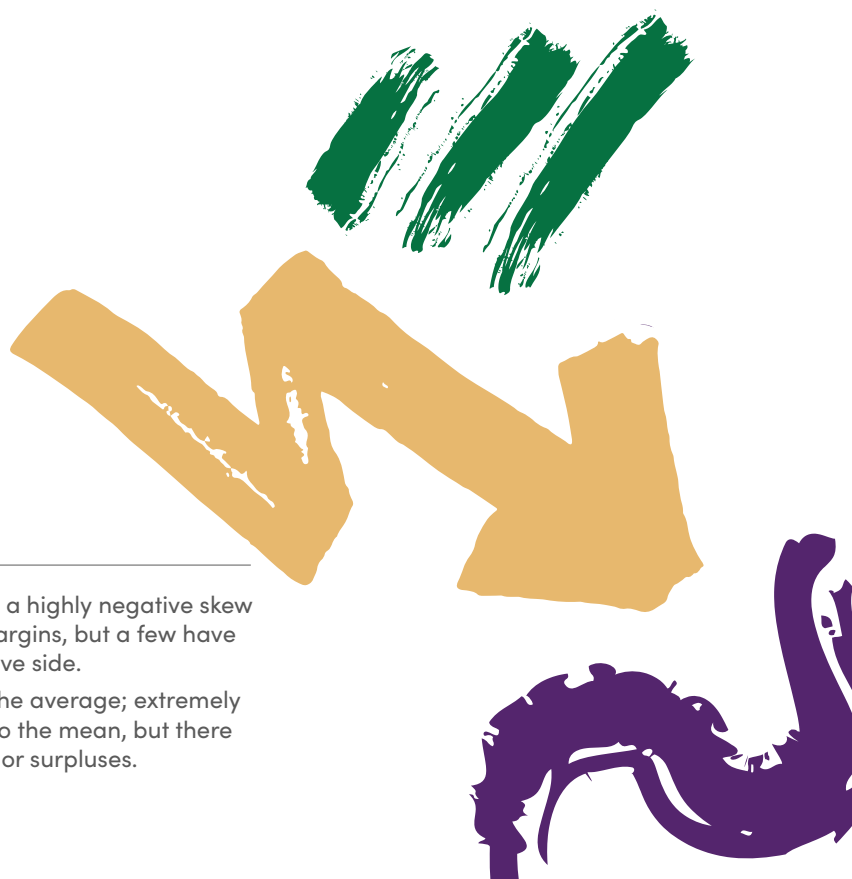 a highly negative skew
argins, but a few have
ve side.
he average; extremely
o the mean, but there
or surpluses.